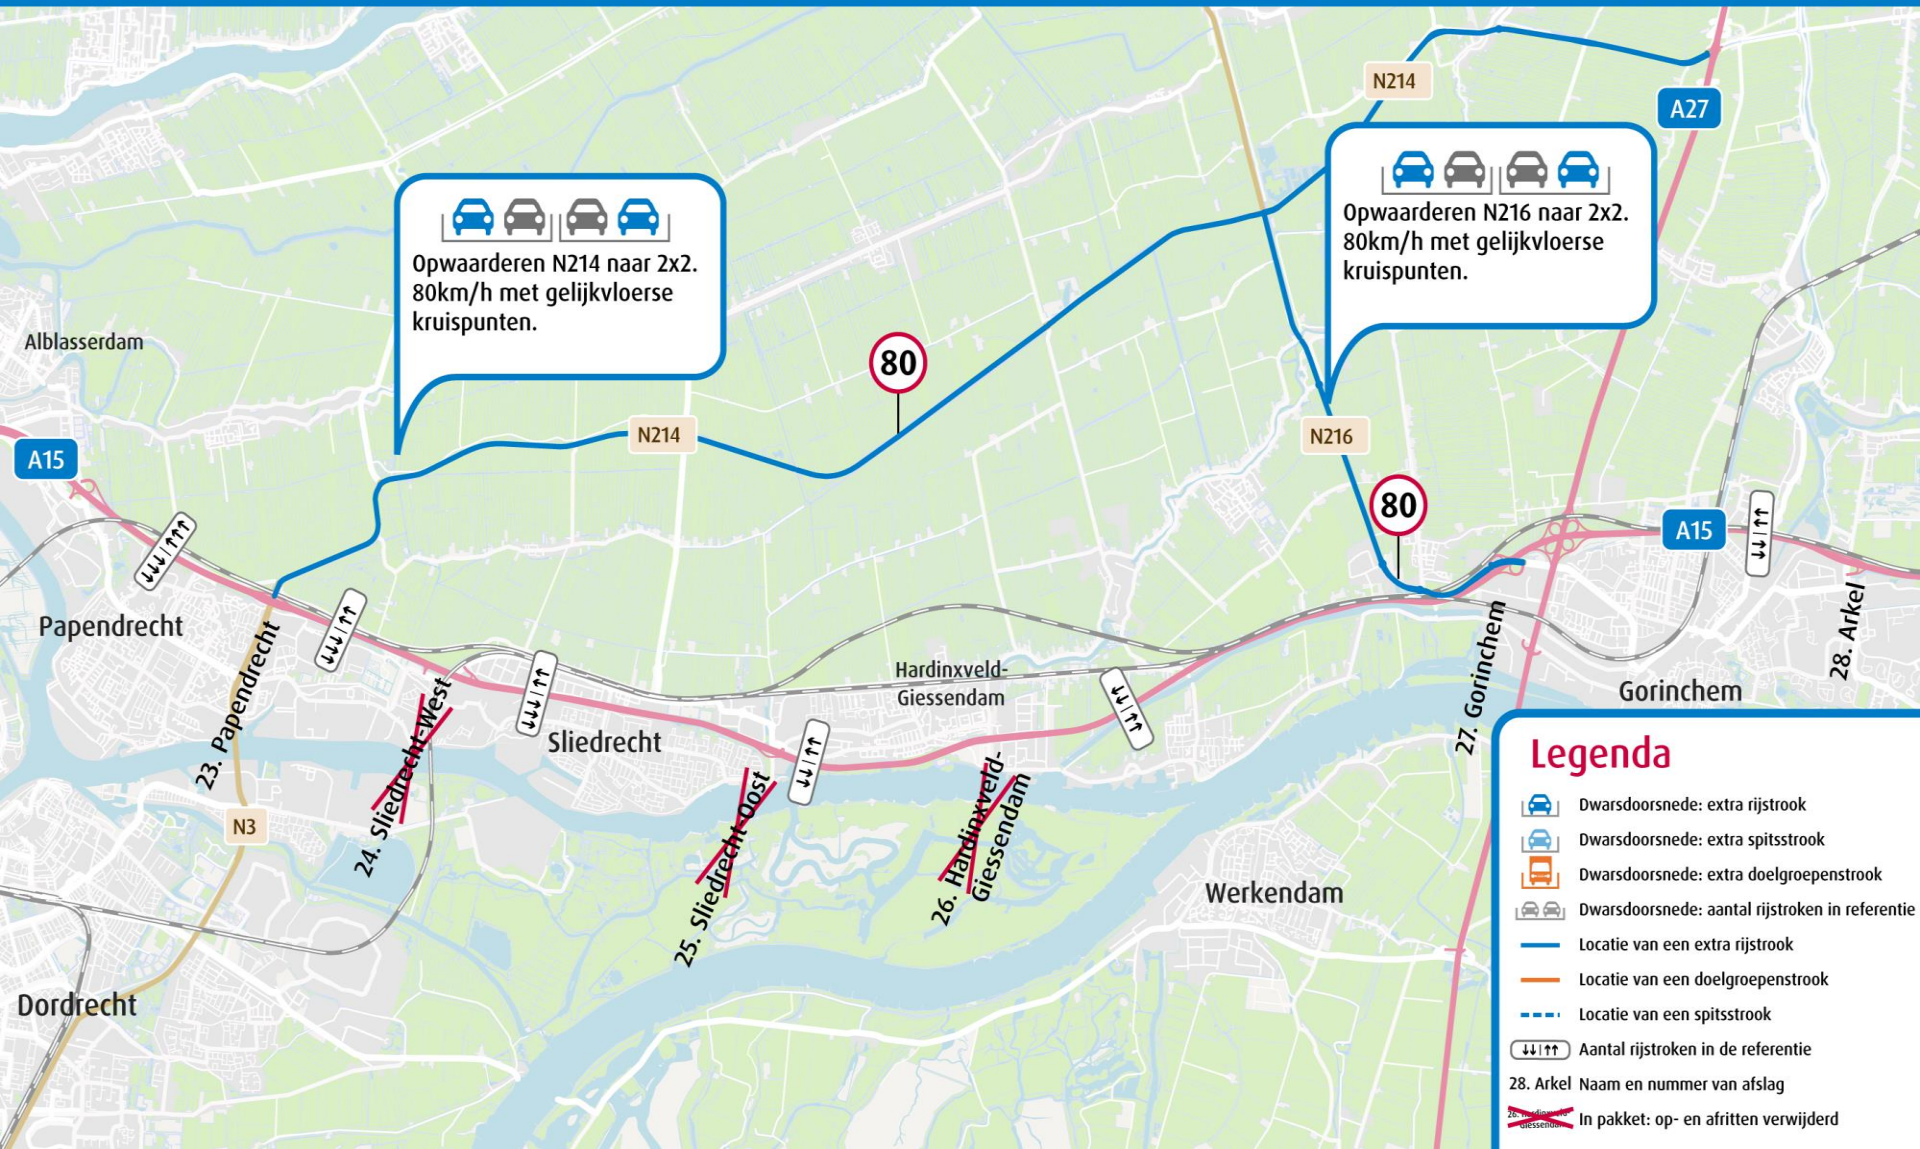 N214
A27
Opwaarderen N214 naar 2x2.
80km/h met gelijkvloerse
kruispunten.
Opwaarderen N216 naar 2x2.
80km/h met gelijkvloerse
kruispunten.
Alblasserdam
80
N214
N216
A15
80
A15
Papendrecht
23. Papendrecht
24. Sliedrecht-West
Sliedrecht
25. Sliedrecht-Oost
Hardinxveld-
Giessendam
26. Hardinxveld-
Giessendam
27. Gorinchem
Gorinchem
28. Arkel
N3
Werkendam
Dordrecht
Legenda
Dwarsdoorsnede: extra rijstrook
Dwarsdoorsnede: extra spitsstrook
Dwarsdoorsnede: extra doelgroepenstrook
Dwarsdoorsnede: aantal rijstroken in referentie
Locatie van een extra rijstrook
Locatie van een doelgroepenstrook
Locatie van een spitsstrook
Aantal rijstroken in de referentie
28. Arkel Naam en nummer van afslag
26. Hardinxveld-
Giessendam
In pakket: op- en afritten verwijderd